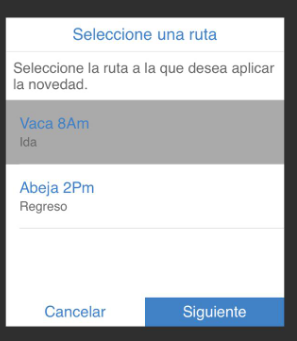 Seleccione una ruta
Seleccione la ruta a la que desea aplicar
la novedad.
Vaca 8Am
Ida
Abeja 2Pm
Regreso
Cancelar
Siguiente